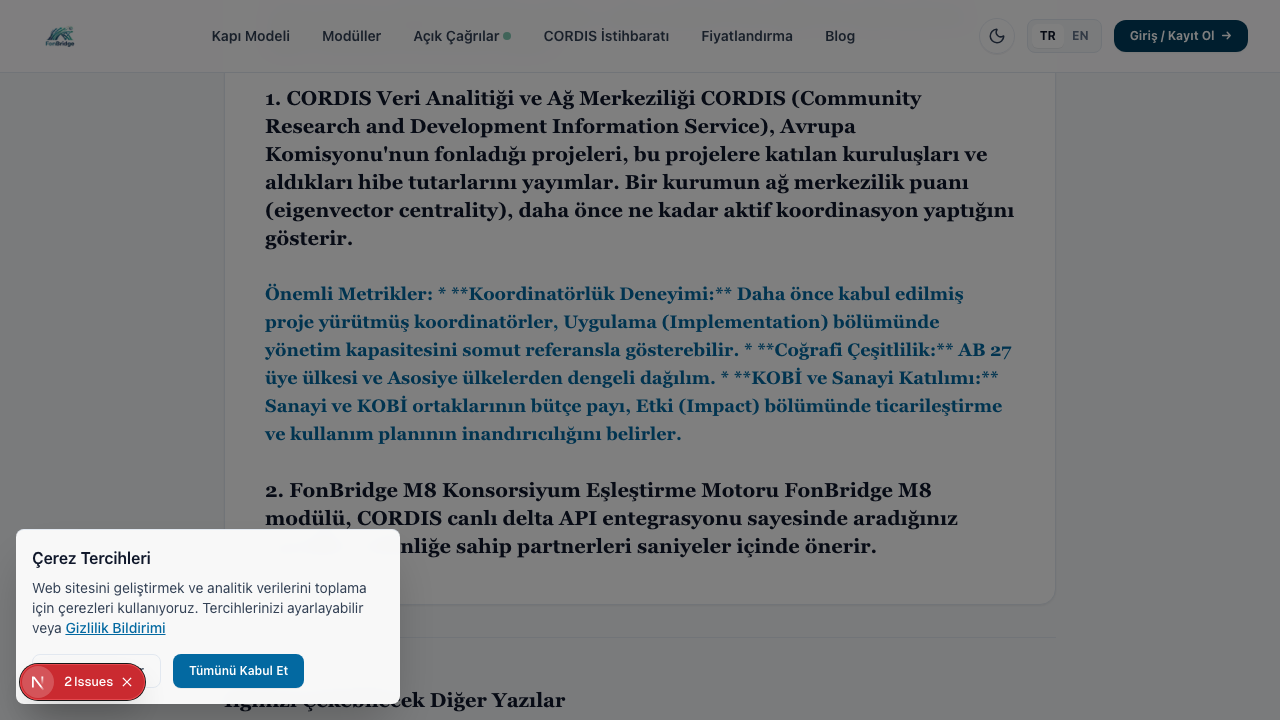 FonBridge
Kapı Modeli
Modüller
Açık Çağrılar
CORDIS İstihbaratı
Fiyatlandırma
Blog
TR
EN
Giriş / Kayıt Ol →
1. CORDIS Veri Analitiği ve Ağ Merkeziliği CORDIS (Community
Research and Development Information Service), Avrupa
Komisyonu'nun fonladığı projeleri, bu projelere katılan kuruluşları ve
aldıkları hibe tutarlarını yayımlar. Bir kurumun ağ merkezilik puanı
(eigenvector centrality), daha önce ne kadar aktif koordinasyon yaptığını
gösterir.
Önemli Metrikler: * **Koordinatörlük Deneyimi:** Daha önce kabul edilmiş
proje yürütmüş koordinatörler, Uygulama (Implementation) bölümünde
yönetim kapasitesini somut referansla gösterebilir. * **Coğrafi Çeşitlilik:** AB 27
üye ülkesi ve Asosiye ülkelerden dengeli dağılım. * **KOBİ ve Sanayi Katılımı:**
Sanayi ve KOBİ ortaklarının bütçe payı, Etki (Impact) bölümünde ticarileştirme
ve kullanım planının inandırıcılığını belirler.
2. FonBridge M8 Konsorsiyum Eşleştirme Motoru FonBridge M8
modülü, CORDIS canlı delta API entegrasyonu sayesinde aradığınız
partnerleri saniyeler içinde önerir.
Çerez Tercihleri
Web sitesini geliştirmek ve analitik verilerini toplama
için çerezleri kullanıyoruz. Tercihlerinizi ayarlayabilir
veya Gizlilik Bildirimi
Tümünü Kabul Et
N
2 Issues
Diğer Yazılar